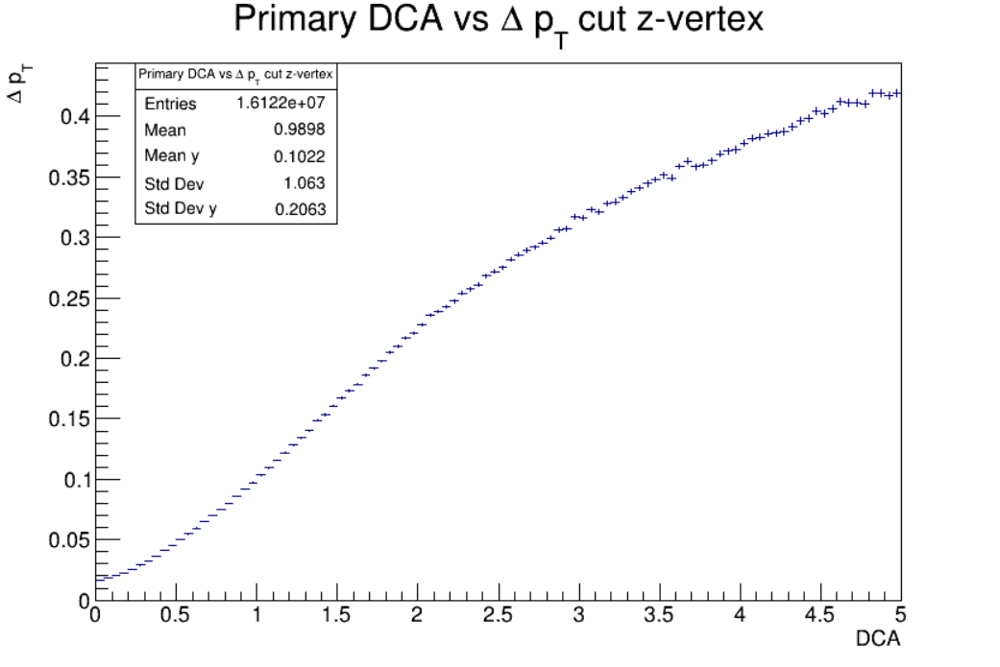 Primary DCA vs Δ p_T cut z-vertex
Δ p_T
Primary DCA vs Δ p_T cut z-vertex
Entries 1.6122e+07
Mean 0.9898
Mean y 0.1022
Std Dev 1.063
Std Dev y 0.2063
0.4
0.35
0.3
0.25
0.2
0.15
0.1
0.05
0
0 0.5 1 1.5 2 2.5 3 3.5 4 4.5 5
DCA